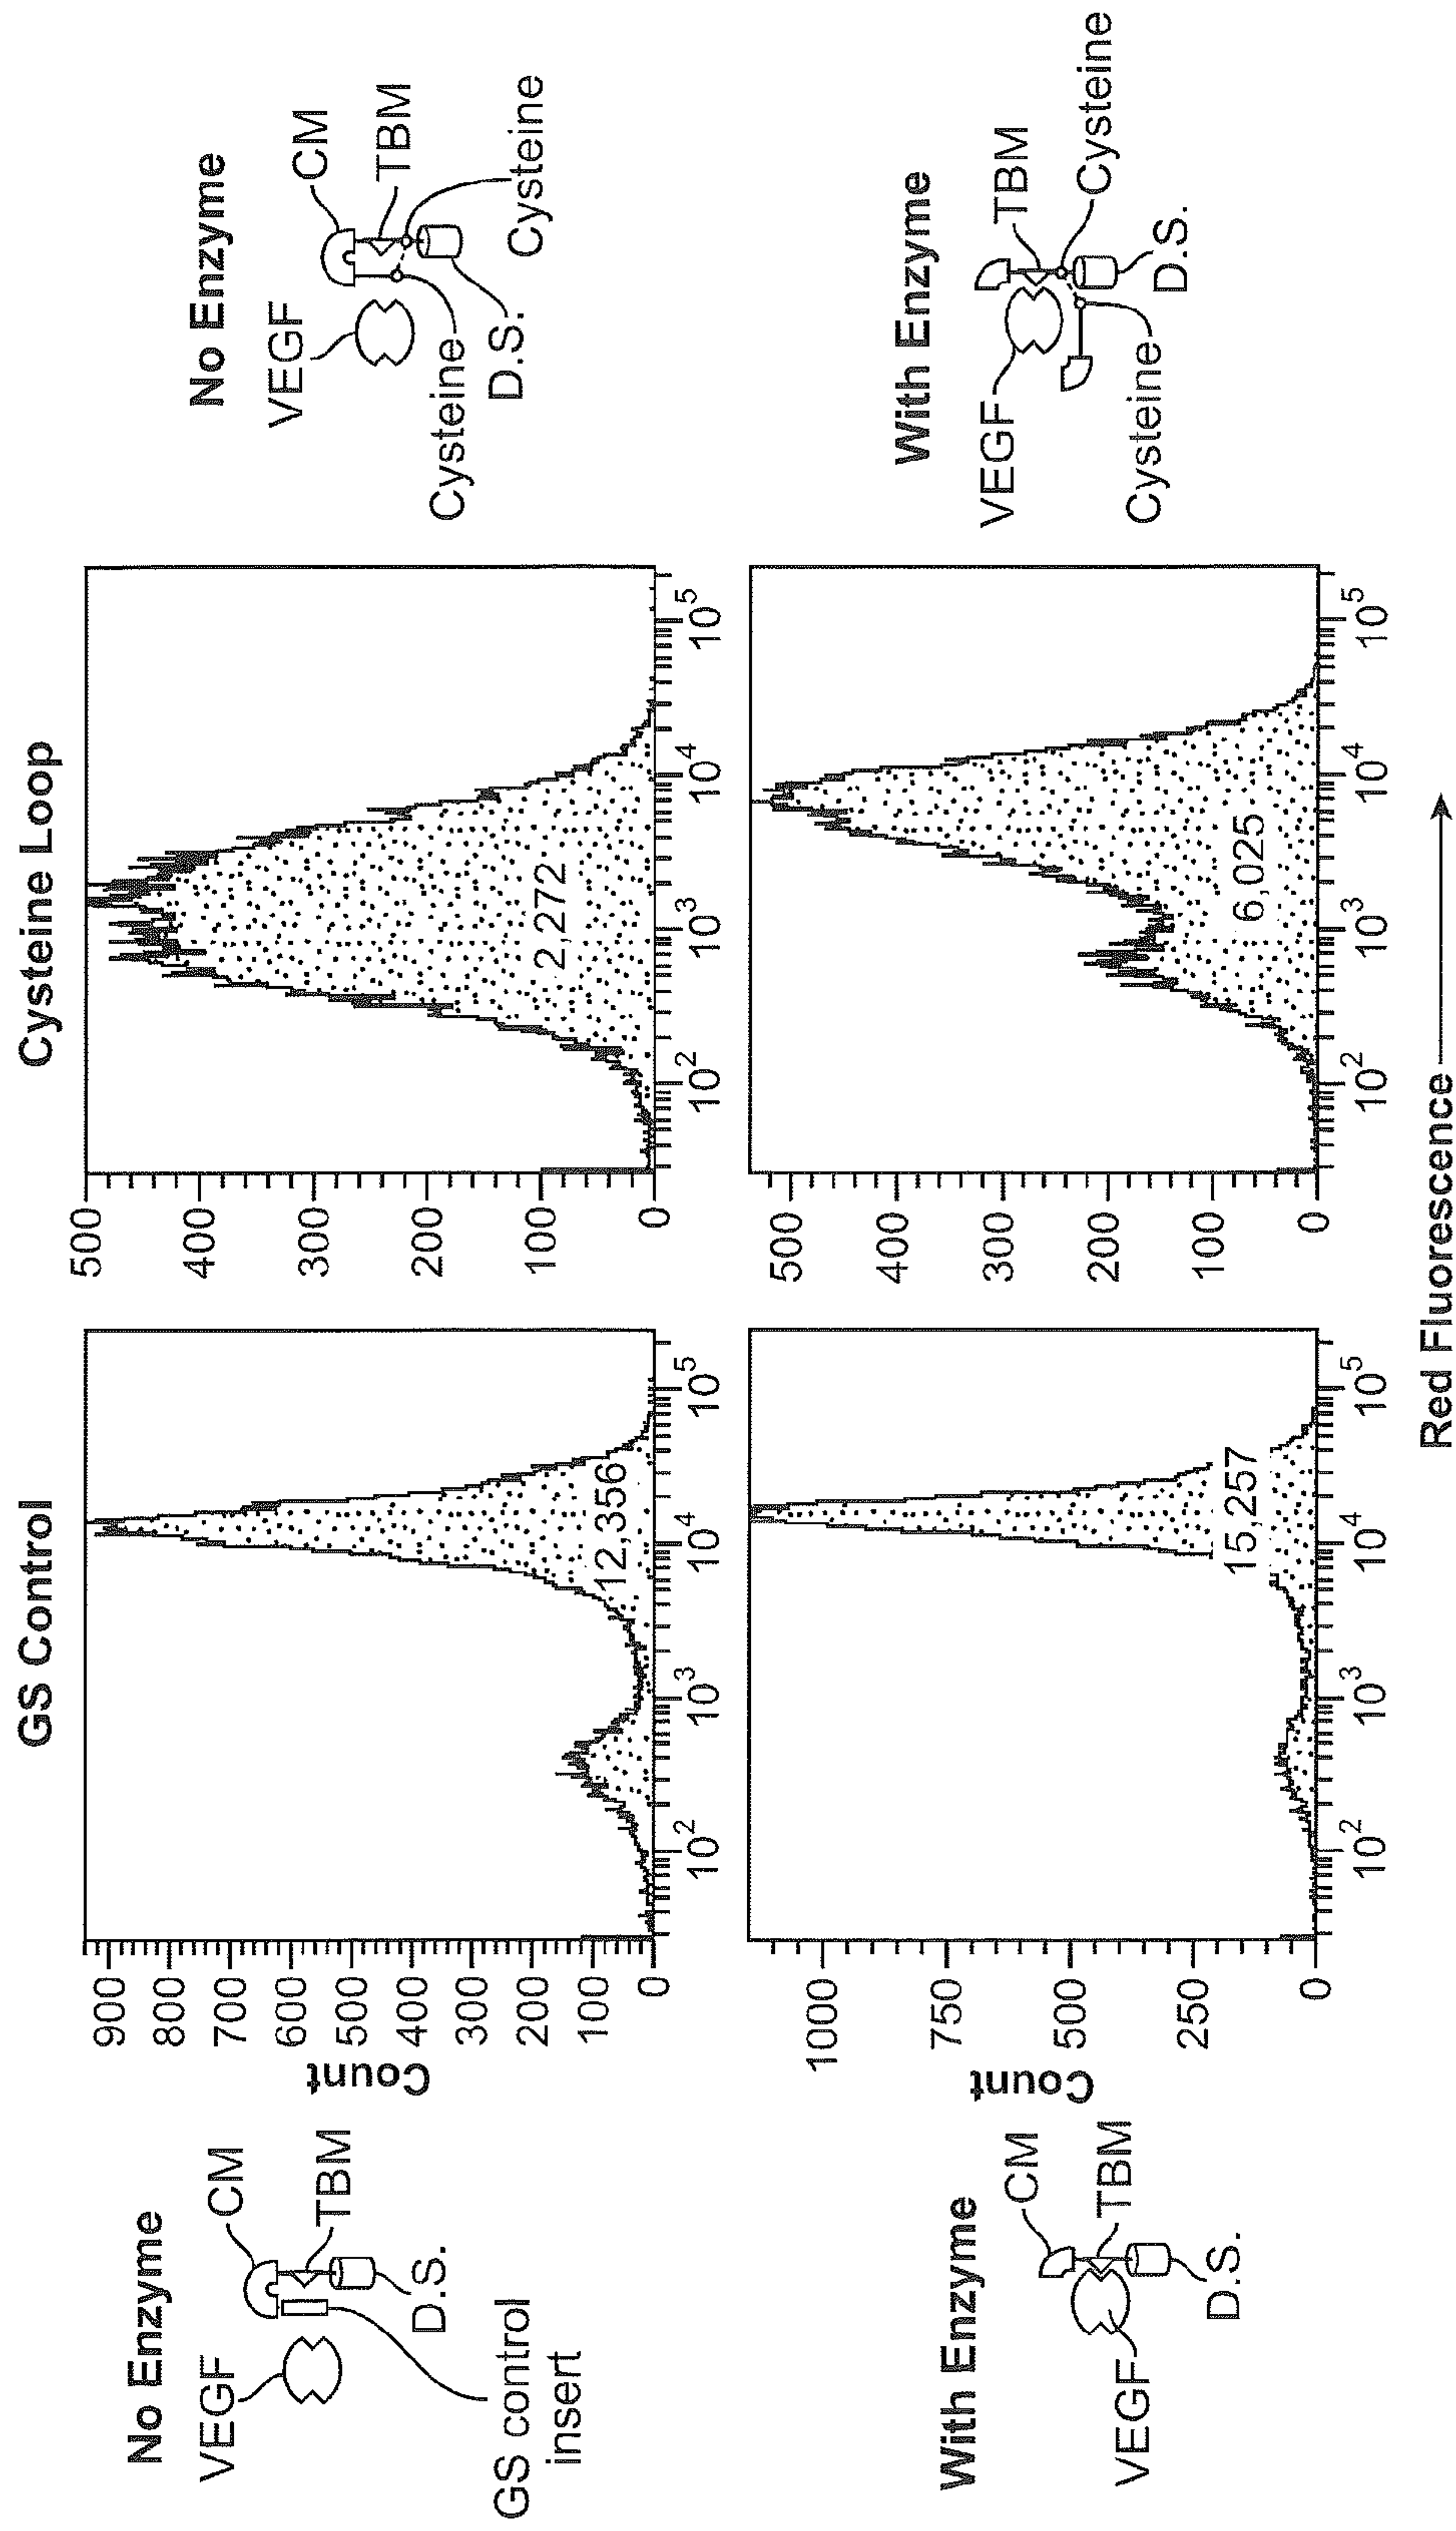 GS Control
Cysteine Loop
No Enzyme
VEGF
CM
TBM
D.S.
GS control
insert
Count
900
800
700
600
500
400
300
200
100
0
12,356
10²
10³
10⁴
10⁵
500
400
300
200
100
0
2,272
10²
10³
10⁴
10⁵
No Enzyme
VEGF
CM
TBM
Cysteine
D.S.
Cysteine
With Enzyme
CM
TBM
VEGF
D.S.
Count
1000
750
500
250
0
15,257
10²
10³
10⁴
10⁵
500
400
300
200
100
0
6,025
10²
10³
10⁴
10⁵
With Enzyme
VEGF
TBM
Cysteine
Cysteine
D.S.
Red Fluorescence